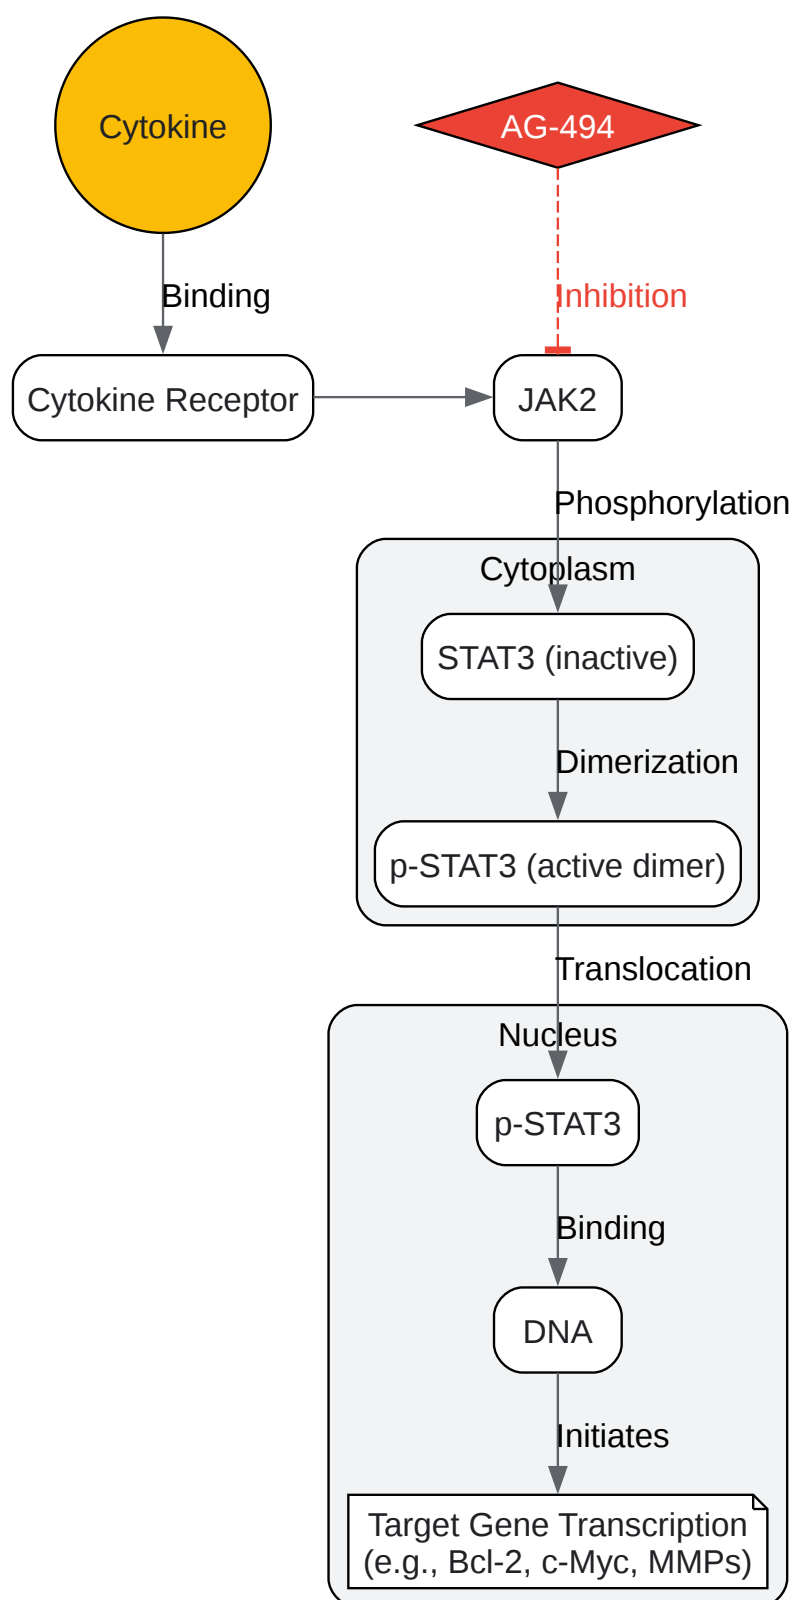 Cytokine
AG-494
Binding
Inhibition
Cytokine Receptor
JAK2
Phosphorylation
Cytoplasm
STAT3 (inactive)
Dimerization
p-STAT3 (active dimer)
Translocation
Nucleus
p-STAT3
Binding
DNA
Initiates
Target Gene Transcription
(e.g., Bcl-2, c-Myc, MMPs)